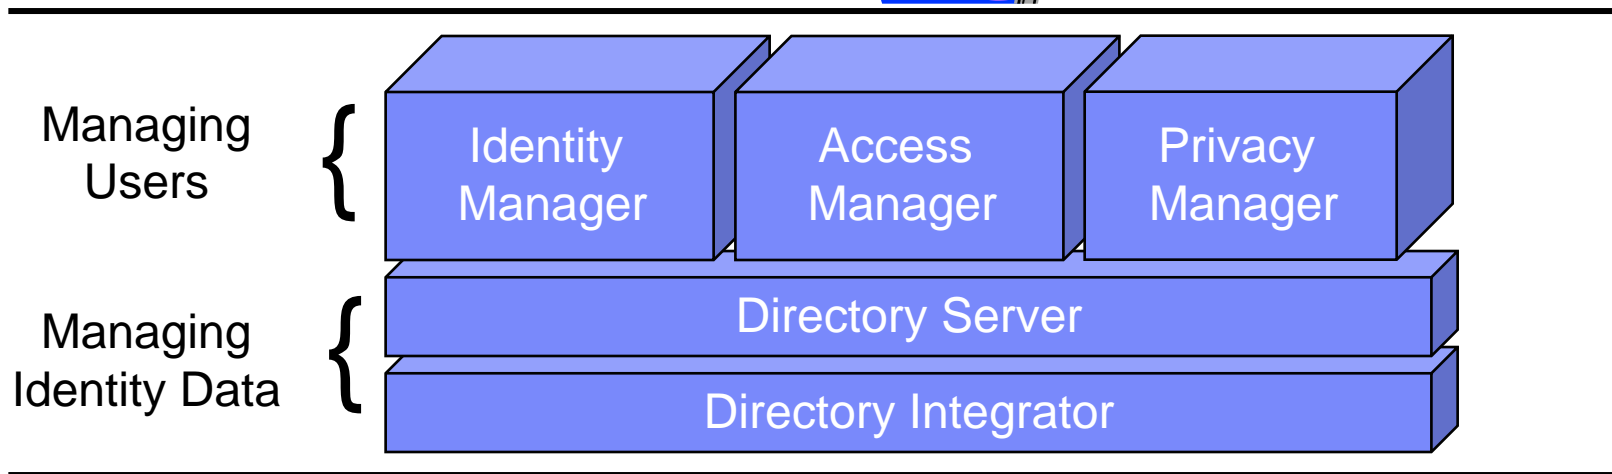 Managing
Users
{
Identity
Manager
Access
Manager
Privacy
Manager
Managing
Identity Data
{
Directory Server
Directory Integrator